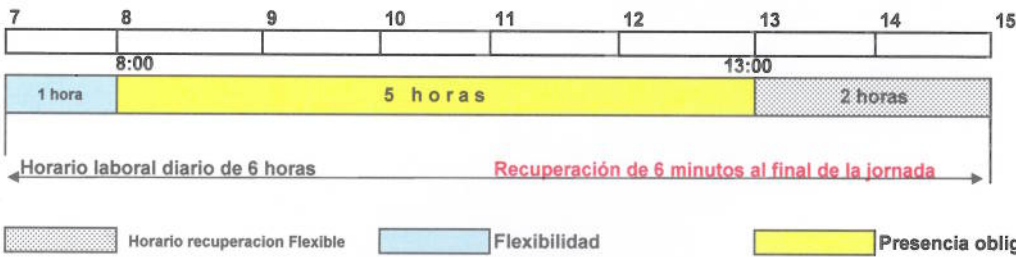 7 8 9 10 11 12 13 14 15
8:00 13:00
1 hora 5 horas 2 horas
Horario laboral diario de 6 horas Recuperación de 6 minutos al final de la jornada
Horario recuperacion Flexible Flexibilidad Presencia oblig